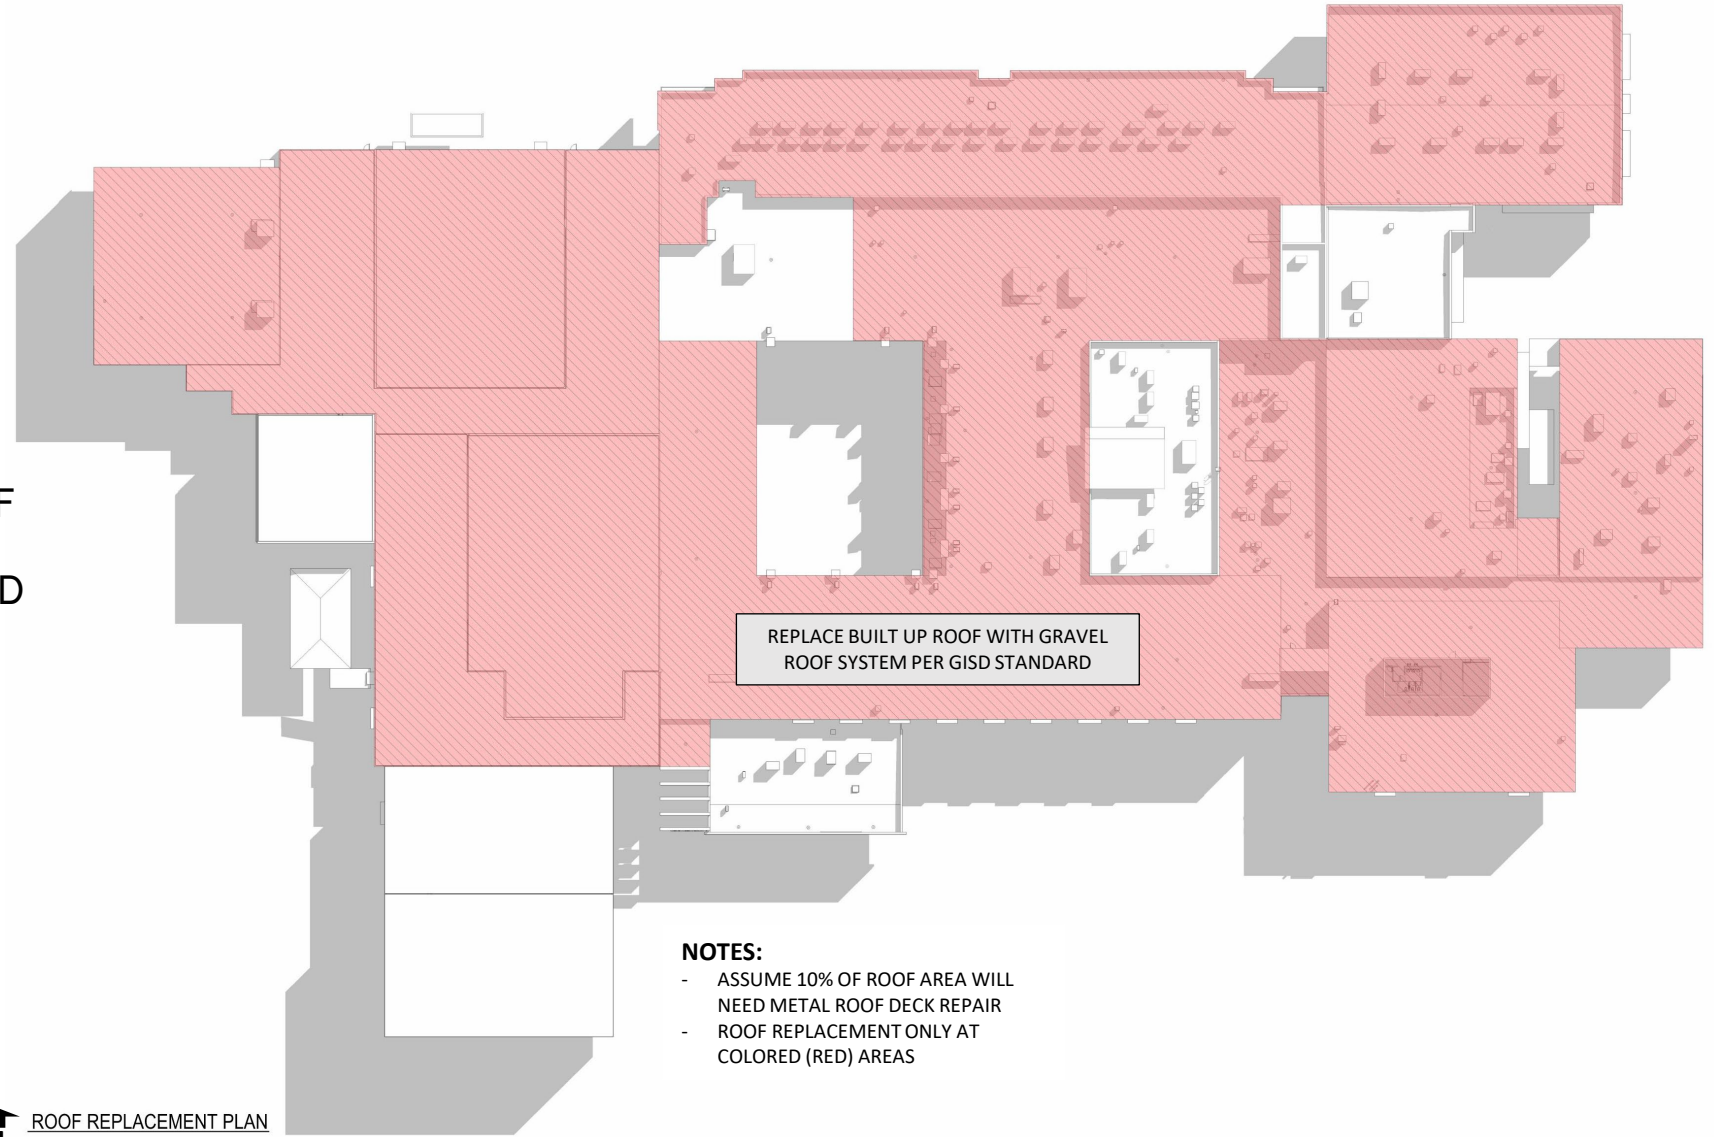 F
D
REPLACE BUILT UP ROOF WITH GRAVEL
ROOF SYSTEM PER GISD STANDARD
NOTES:
- ASSUME 10% OF ROOF AREA WILL
NEED METAL ROOF DECK REPAIR
- ROOF REPLACEMENT ONLY AT
COLORED (RED) AREAS
ROOF REPLACEMENT PLAN